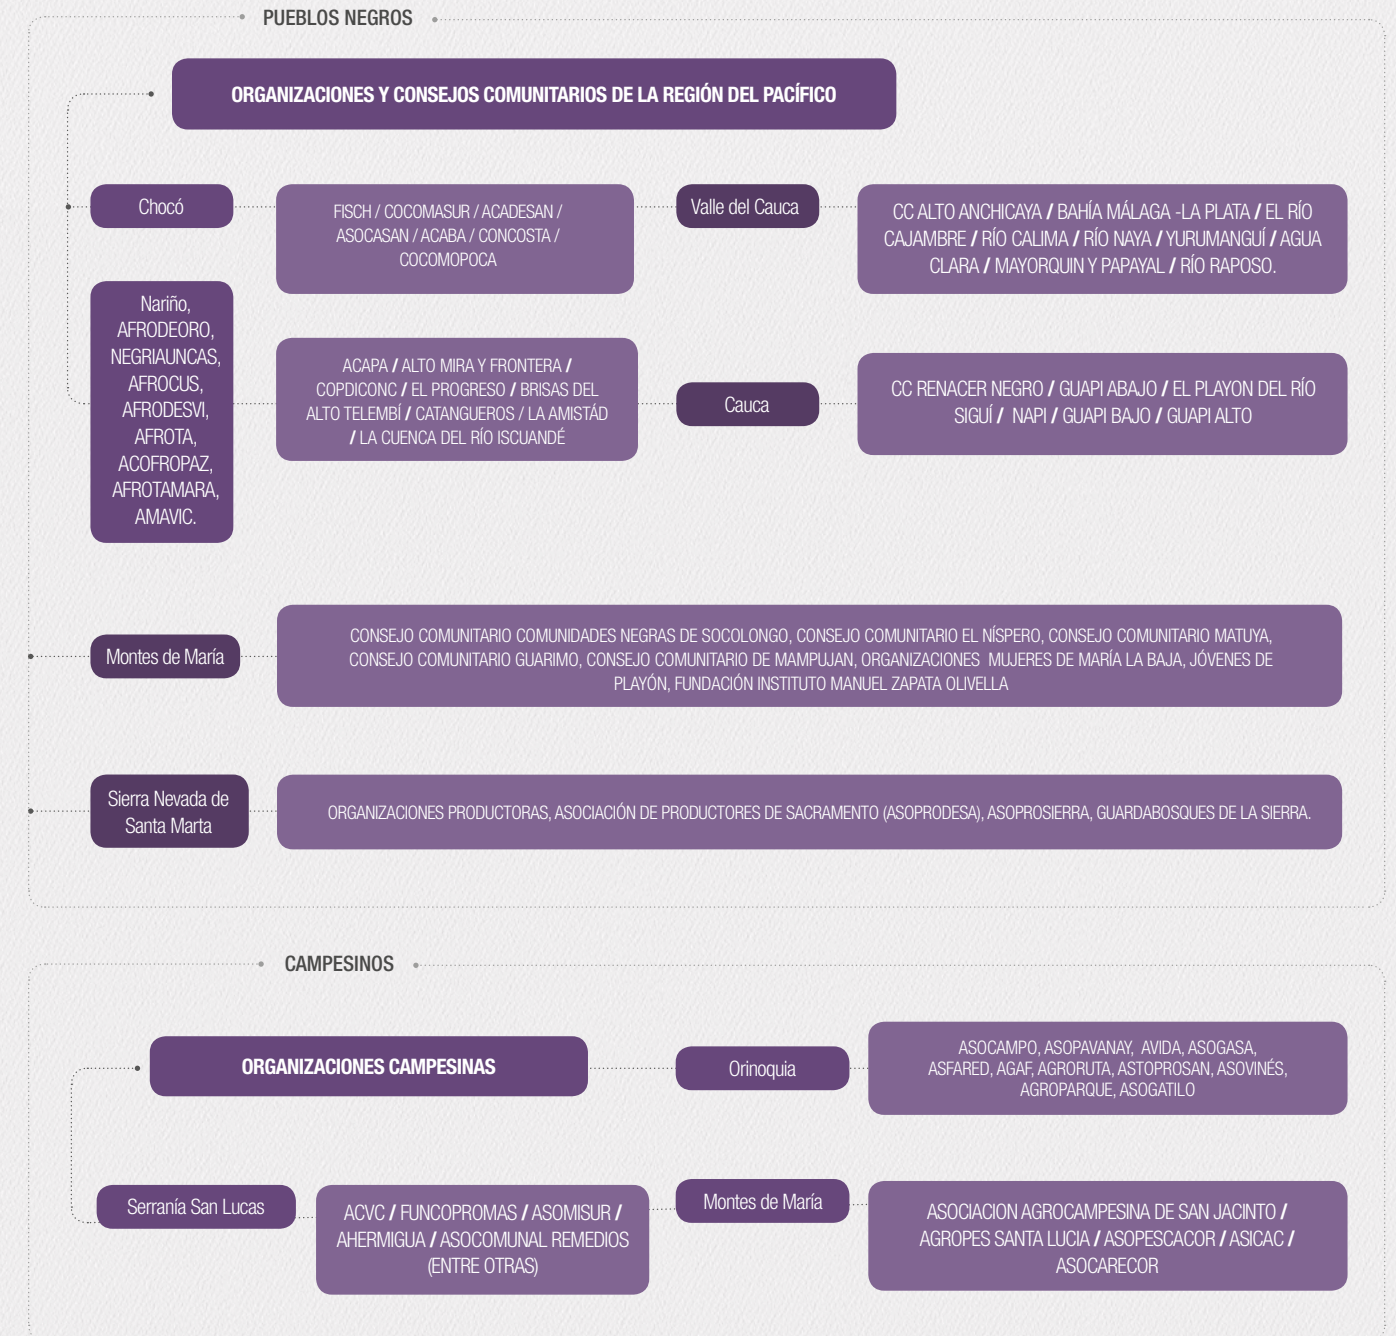 PUEBLOS NEGROS
ORGANIZACIONES Y CONSEJOS COMUNITARIOS DE LA REGIÓN DEL PACÍFICO
Chocó
FISCH / COCOMASUR / ACADESAN /
ASOCASAN / ACABA / CONCOSTA /
COCOMOPOCA
Valle del Cauca
CC ALTO ANCHICAYA / BAHÍA MÁLAGA -LA PLATA / EL RÍO
CAJAMBRE / RÍO CALIMA / RÍO NAYA / YURUMANGUÍ / AGUA
CLARA / MAYORQUIN Y PAPAYAL / RÍO RAPOSO.
Nariño,
AFRODEORO,
NEGRIAUNCAS,
AFROCUS,
AFRODESVI,
AFROTA,
ACOFROPAZ,
AFROTAMARA,
AMAVIC.
ACAPA / ALTO MIRA Y FRONTERA /
COPDICONC / EL PROGRESO / BRISAS DEL
ALTO TELEMBÍ / CATANGUEROS / LA AMISTÁD
/ LA CUENCA DEL RÍO ISCUANDÉ
Cauca
CC RENACER NEGRO / GUAPI ABAJO / EL PLAYON DEL RÍO
SIGUÍ / NAPI / GUAPI BAJO / GUAPI ALTO
Montes de María
CONSEJO COMUNITARIO COMUNIDADES NEGRAS DE SOCOLONGO, CONSEJO COMUNITARIO EL NÍSPERO, CONSEJO COMUNITARIO MATUYA,
CONSEJO COMUNITARIO GUARIMO, CONSEJO COMUNITARIO DE MAMPUJAN, ORGANIZACIONES MUJERES DE MARÍA LA BAJA, JÓVENES DE
PLAYÓN, FUNDACIÓN INSTITUTO MANUEL ZAPATA OLIVELLA
Sierra Nevada de
Santa Marta
ORGANIZACIONES PRODUCTORAS, ASOCIACIÓN DE PRODUCTORES DE SACRAMENTO (ASOPRODESA), ASOPROSIERRA, GUARDABOSQUES DE LA SIERRA.
CAMPESINOS
ORGANIZACIONES CAMPESINAS
Orinoquia
ASOCAMPO, ASOPAVANAY, AVIDA, ASOGASA,
ASFARED, AGAF, AGRORUTA, ASTOPROSAN, ASOVINÉS,
AGROPARQUE, ASOGATILO
Serranía San Lucas
ACVC / FUNCOPROMAS / ASOMISUR /
AHERMIGUA / ASOCOMUNAL REMEDIOS
(ENTRE OTRAS)
Montes de María
ASOCIACION AGROCAMPESINA DE SAN JACINTO /
AGROPES SANTA LUCIA / ASOPESCACOR / ASICAC /
ASOCARECOR